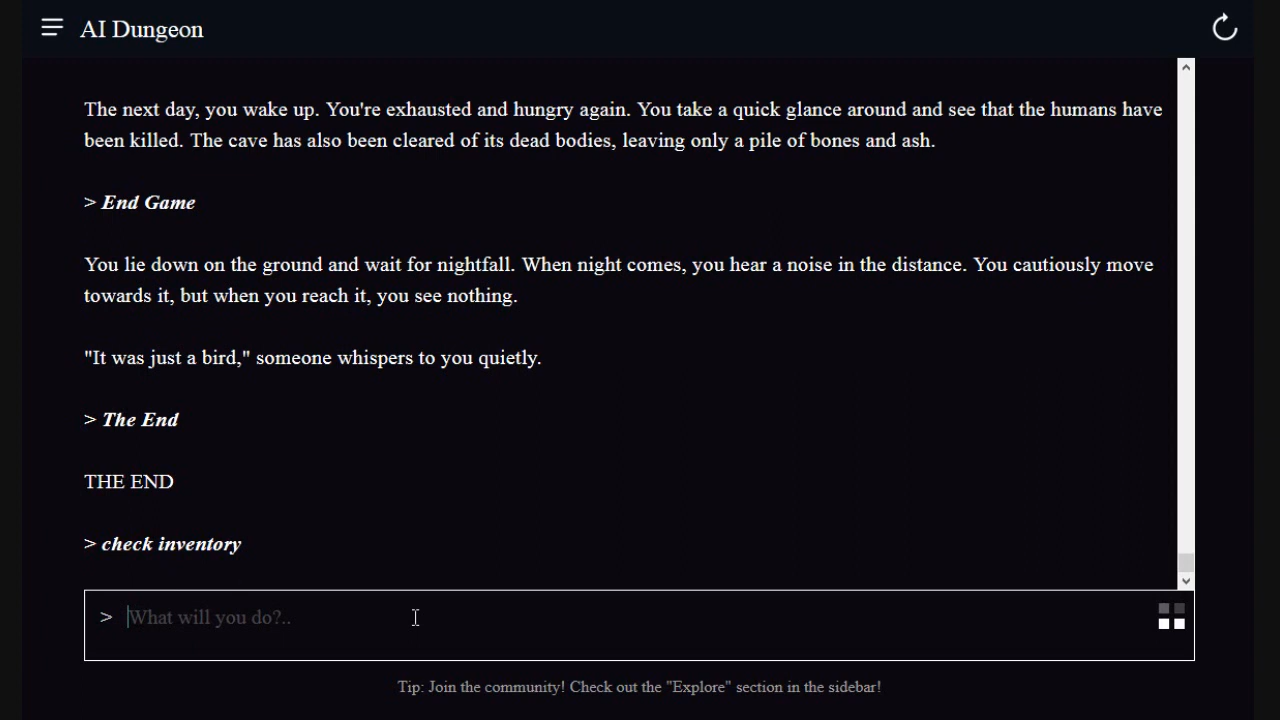 AI Dungeon
The next day, you wake up. You're exhausted and hungry again. You take a quick glance around and see that the humans have
been killed. The cave has also been cleared of its dead bodies, leaving only a pile of bones and ash.
> End Game
You lie down on the ground and wait for nightfall. When night comes, you hear a noise in the distance. You cautiously move
towards it, but when you reach it, you see nothing.
"It was just a bird," someone whispers to you quietly.
> The End
THE END
> check inventory
> What will you do?..
Tip: Join the community! Check out the "Explore" section in the sidebar!